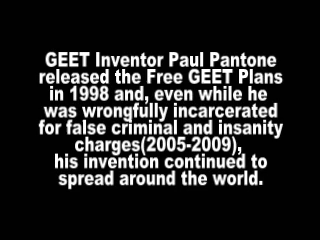 GEET Inventor Paul Pantone
released the Free GEET Plans
in 1998 and, even while he
was wrongfully incarcerated
for false criminal and insanity
charges(2005-2009),
his invention continued to
spread around the world.